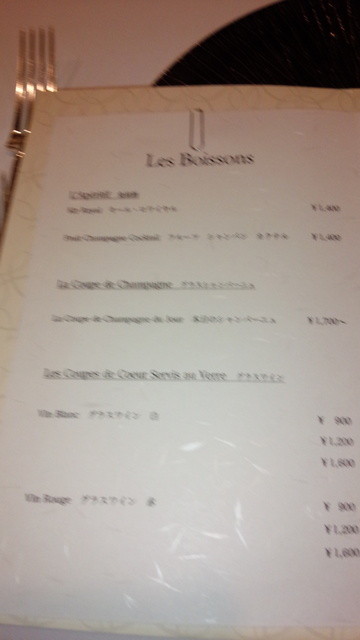 Les Boissons
L'Apéritif 食前酒
Kir Royal キール・ロワイヤル ¥1,400
Fruit Champagne Cocktail フルーツ シャンパン カクテル ¥1,400
La Coupe de Champagne グラスシャンパーニュ
La Coupe de Champagne du Jour 本日のシャンパーニュ ¥1,700~
Les Coupes de Coeur Servis au Verre グラスワイン
Vin Blanc グラスワイン 白
¥ 900
¥1,200
¥1,600
Vin Rouge グラスワイン 赤
¥ 900
¥1,200
¥1,600